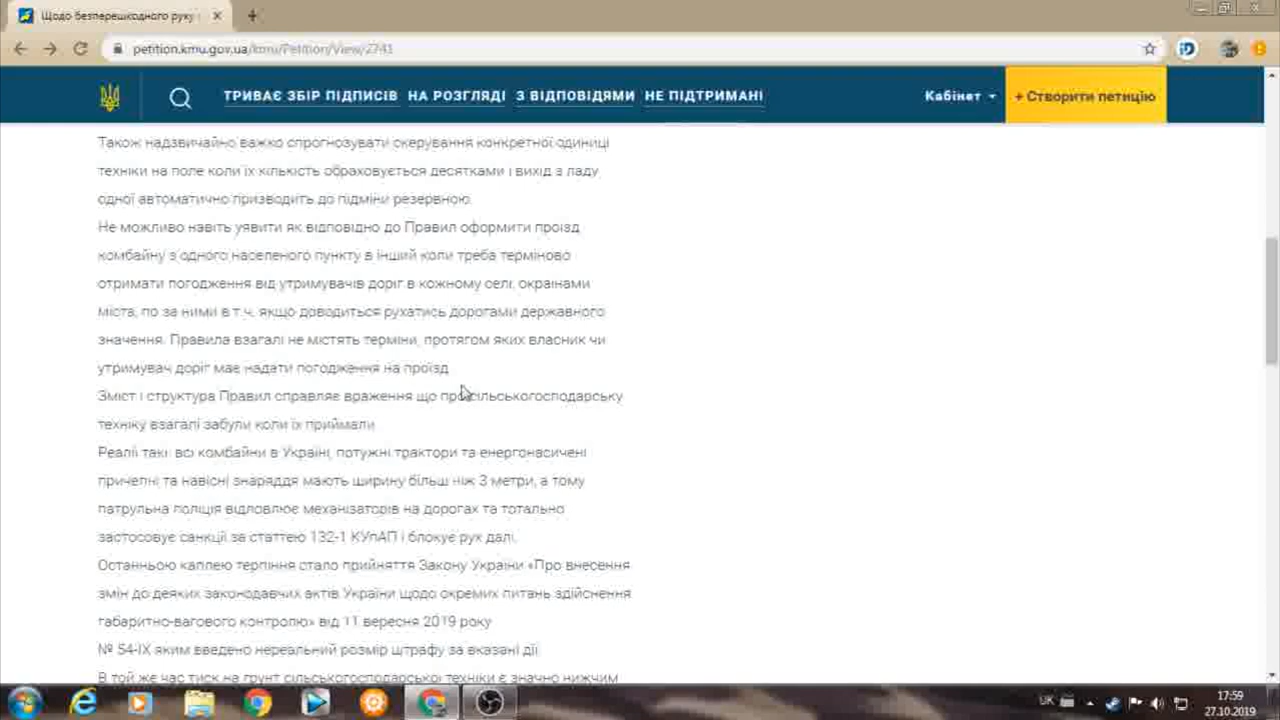 Щодо безперешкодного руку
petition.kmu.gov.ua/kmu/Petition/View/2741
ТРИВАЄ ЗБІР ПІДПИСІВ НА РОЗГЛЯДІ З ВІДПОВІДЯМИ НЕ ПІДТРИМАНІ
Кабінет
+ Створити петицію
Також надзвичайно важко спрогнозувати скерування конкретної одиниці
техніки на поле коли їх кількість обраховується десятками і вихід з ладу
одної автоматично призводить до підміни резервною.
Не можливо навіть уявити як відповідно до Правил оформити проїзд
комбайну з одного населеного пункту в інший коли треба терміново
отримати погодження від утримувачів доріг в кожному селі, окраїнами
міста, по за ними в т.ч. якщо доводиться рухатись дорогами державного
значення. Правила взагалі не містять терміни, протягом яких власник чи
утримувач доріг має надати погодження на проїзд
Зміст і структура Правил справляє враження що про сільськогосподарську
техніку взагалі забули коли їх приймали
Реалії такі: всі комбайни в Україні, потужні трактори та енергонасичені
причепні та навісні знаряддя мають ширину більш ніж 3 метри, а тому
патрульна поліція відловлює механізаторів на дорогах та тотально
застосовує санкції за статтею 132-1 КУпАП і блокує рух далі.
Останньою каплею терпіння стало прийняття Закону України «Про внесення
змін до деяких законодавчих актів України щодо окремих питань здійснення
габаритно-вагового контролю» від 11 вересня 2019 року
№ 54-ІХ яким введено нереальний розмір штрафу за вказані дії
В той же час тиск на грунт сільськогосподарської техніки є значно нижчим
UK
17:59
27.10.2019